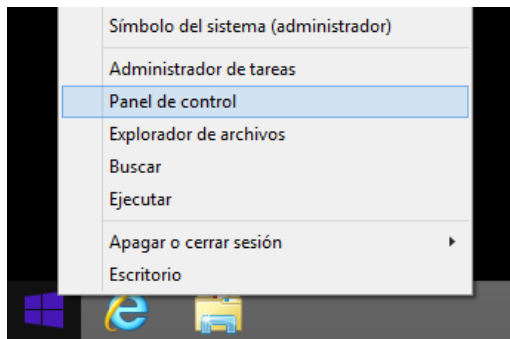 Símbolo del sistema (administrador)
Administrador de tareas
Panel de control
Explorador de archivos
Buscar
Ejecutar
Apagar o cerrar sesión
Escritorio